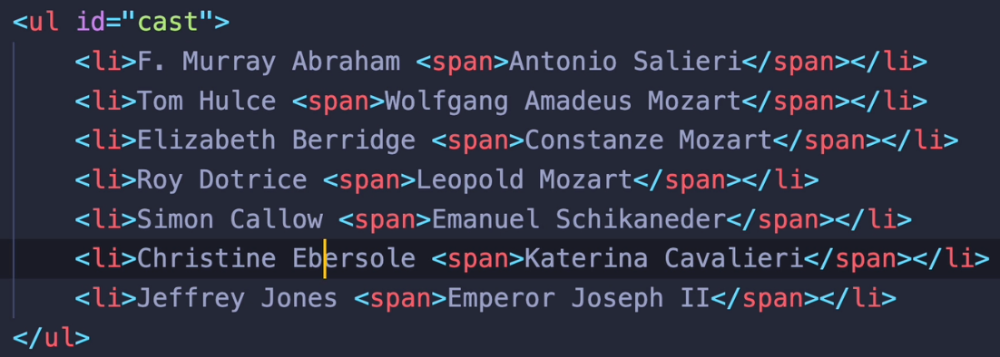 <ul id="cast">
    <li>F. Murray Abraham <span>Antonio Salieri</span></li>
    <li>Tom Hulce <span>Wolfgang Amadeus Mozart</span></li>
    <li>Elizabeth Berridge <span>Constanze Mozart</span></li>
    <li>Roy Dotrice <span>Leopold Mozart</span></li>
    <li>Simon Callow <span>Emanuel Schikaneder</span></li>
    <li>Christine Ebersole <span>Katerina Cavalieri</span></li>
    <li>Jeffrey Jones <span>Emperor Joseph II</span></li>
</ul>